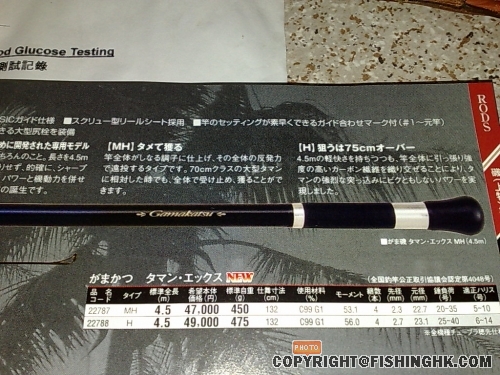 od Glucose Testing
測試記錄
RODS
SICガイド仕様 ■スクリュー型リールシート採用 ■竿のセッティングが素早くできるガイド合わせマーク付(#1〜元竿)
きる大型尻栓を装備
めに開発された専用モデル
ちろんのこと。長さを4.5m
の誕生です。
[MH]タメて獲る
竿全体がしなる調子に仕上げ、その全体の反発力
で遠投するタイプです。70cmクラスの大型タマン
に相対した時でも、全体で受け止め、獲ることがで
きます。
[H]狙うは75cmオーバー
4.5mの軽快さを持ちつつも、竿全体に引っ張り強
度の高いカーボン繊維を織り交ぜることにより、タ
マンの強烈な突っ込みにビクともしないパワーを実
現しました。
Gamakatsu
■がま磯 タマン・エックス MH(4.5m)
がまかつ タマン・エックス NEW
(全国釣竿公正取引協議会認定第404号)
品名コード タイプ 標準全長(m) 希望本体価格(円) 標準自重(g) 仕舞寸法(cm) 使用材料(%) モーメント 継数(本) 先径(mm) 元径(mm) 錘負荷(号) 適正ハリス(号)
22787 MH 4.5 47,000 450 132 C99 G1 53.1 4 2.3 22.7 20-35 5-10
22788 H 4.5 49,000 475 132 C99 G1 56.0 4 2.7 23.1 25-40 6-14
PHOTO
COPYRIGHT@FISHINGHK.COM